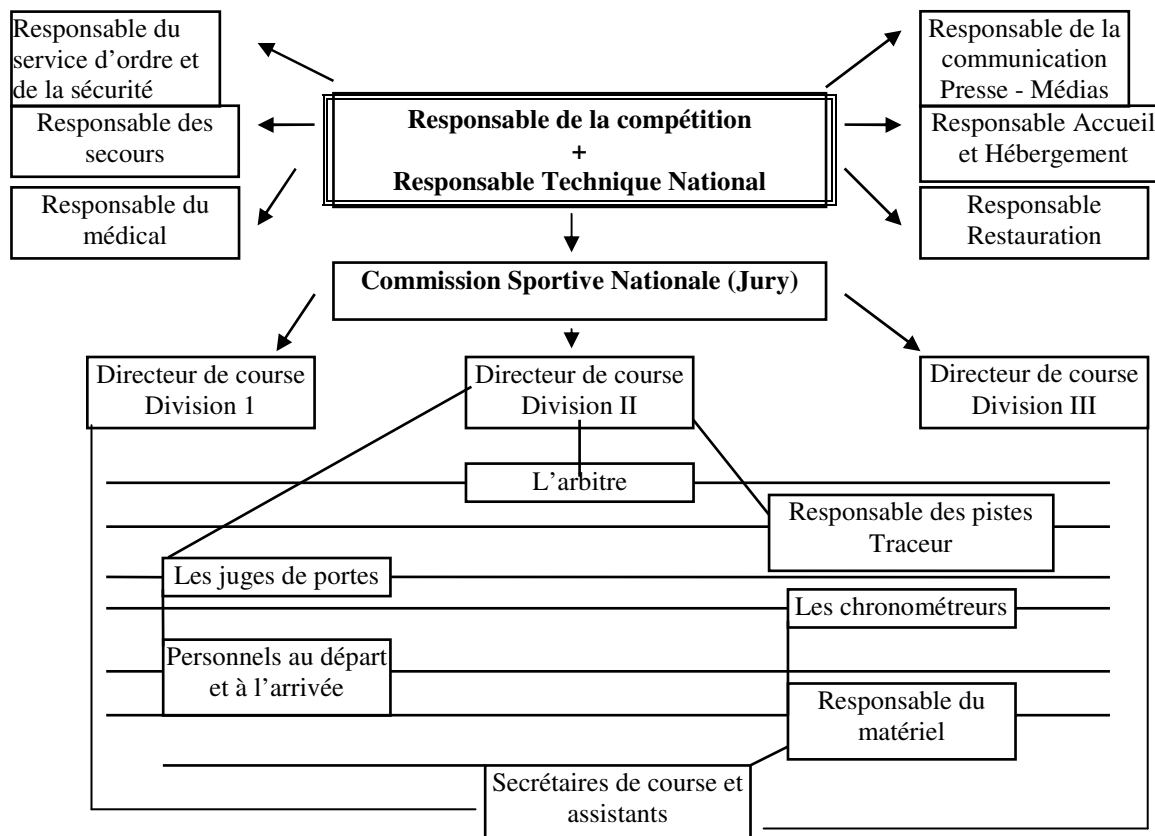 Responsable du
service d'ordre et
de la sécurité
Responsable des
secours
Responsable du
médical
Responsable de la compétition
+
Responsable Technique National
Responsable de la
communication
Presse - Médias
Responsable Accueil
et Hébergement
Responsable
Restauration
Commission Sportive Nationale (Jury)
Directeur de course
Division 1
Directeur de course
Division II
Directeur de course
Division III
L'arbitre
Responsable des pistes
Traceur
Les juges de portes
Les chronométreurs
Personnels au départ
et à l'arrivée
Responsable du
matériel
Secrétaires de course et
assistants